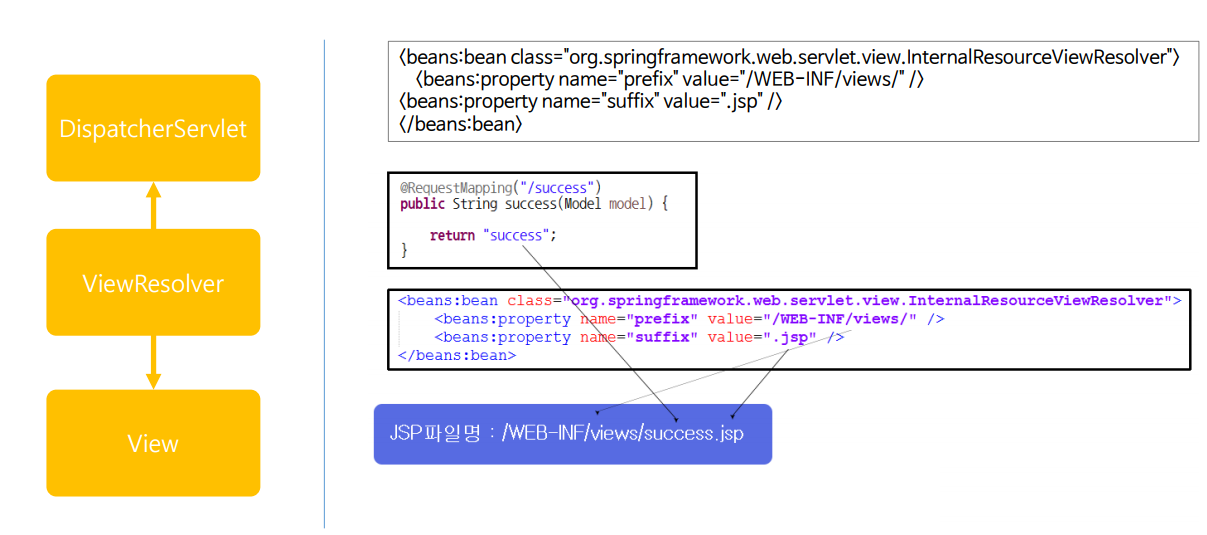 DispatcherServlet
ViewResolver
View
<beans:bean class="org.springframework.web.servlet.view.InternalResourceViewResolver">
<beans:property name="prefix" value="/WEB-INF/views/" />
<beans:property name="suffix" value=".jsp" />
</beans:bean>
@RequestMapping("/success")
public String success(Model model) {
return "success";
}
<beans:bean class="org.springframework.web.servlet.view.InternalResourceViewResolver">
<beans:property name="prefix" value="/WEB-INF/views/" />
<beans:property name="suffix" value=".jsp" />
</beans:bean>
JSP파일명 : /WEB-INF/views/success.jsp